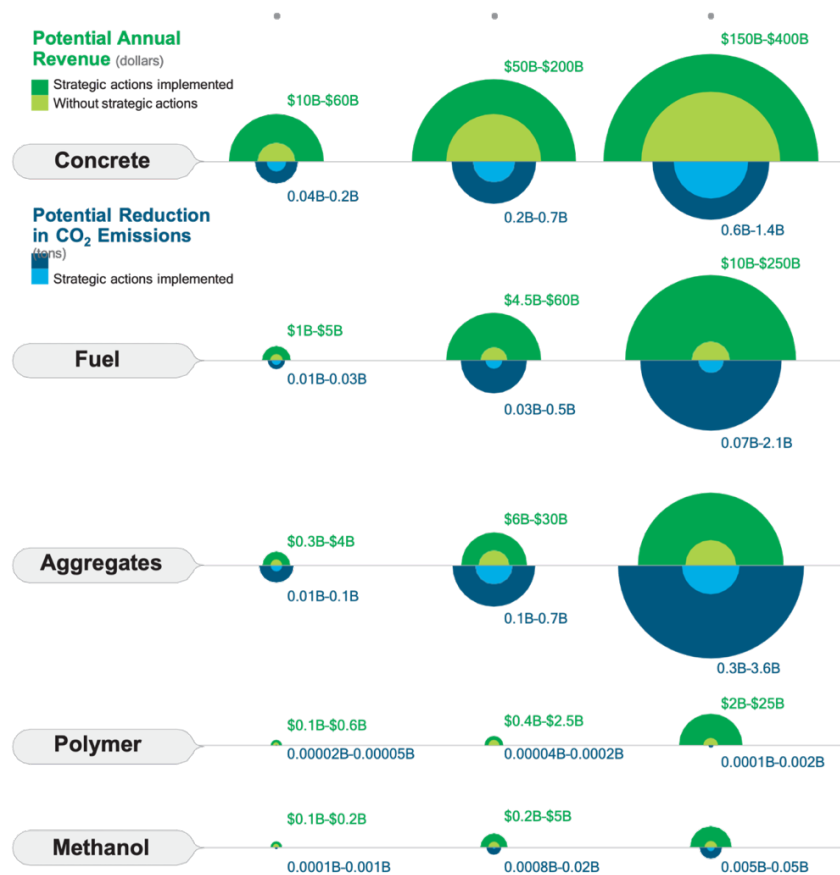 Potential Annual
Revenue (dollars)
Strategic actions implemented
Without strategic actions
$10B-$60B
$50B-$200B
$150B-$400B
Concrete
0.04B-0.2B
0.2B-0.7B
0.6B-1.4B
Potential Reduction
in CO₂ Emissions
(tons)
Strategic actions implemented
$1B-$5B
$4.5B-$60B
$10B-$250B
Fuel
0.01B-0.03B
0.03B-0.5B
0.07B-2.1B
$0.3B-$4B
$6B-$30B
Aggregates
0.01B-0.1B
0.1B-0.7B
0.3B-3.6B
$0.1B-$0.6B
$0.4B-$2.5B
$2B-$25B
Polymer
0.00002B-0.00005B
0.00004B-0.0002B
0.0001B-0.002B
$0.1B-$0.2B
$0.2B-$5B
Methanol
0.0001B-0.001B
0.0008B-0.02B
0.005B-0.05B